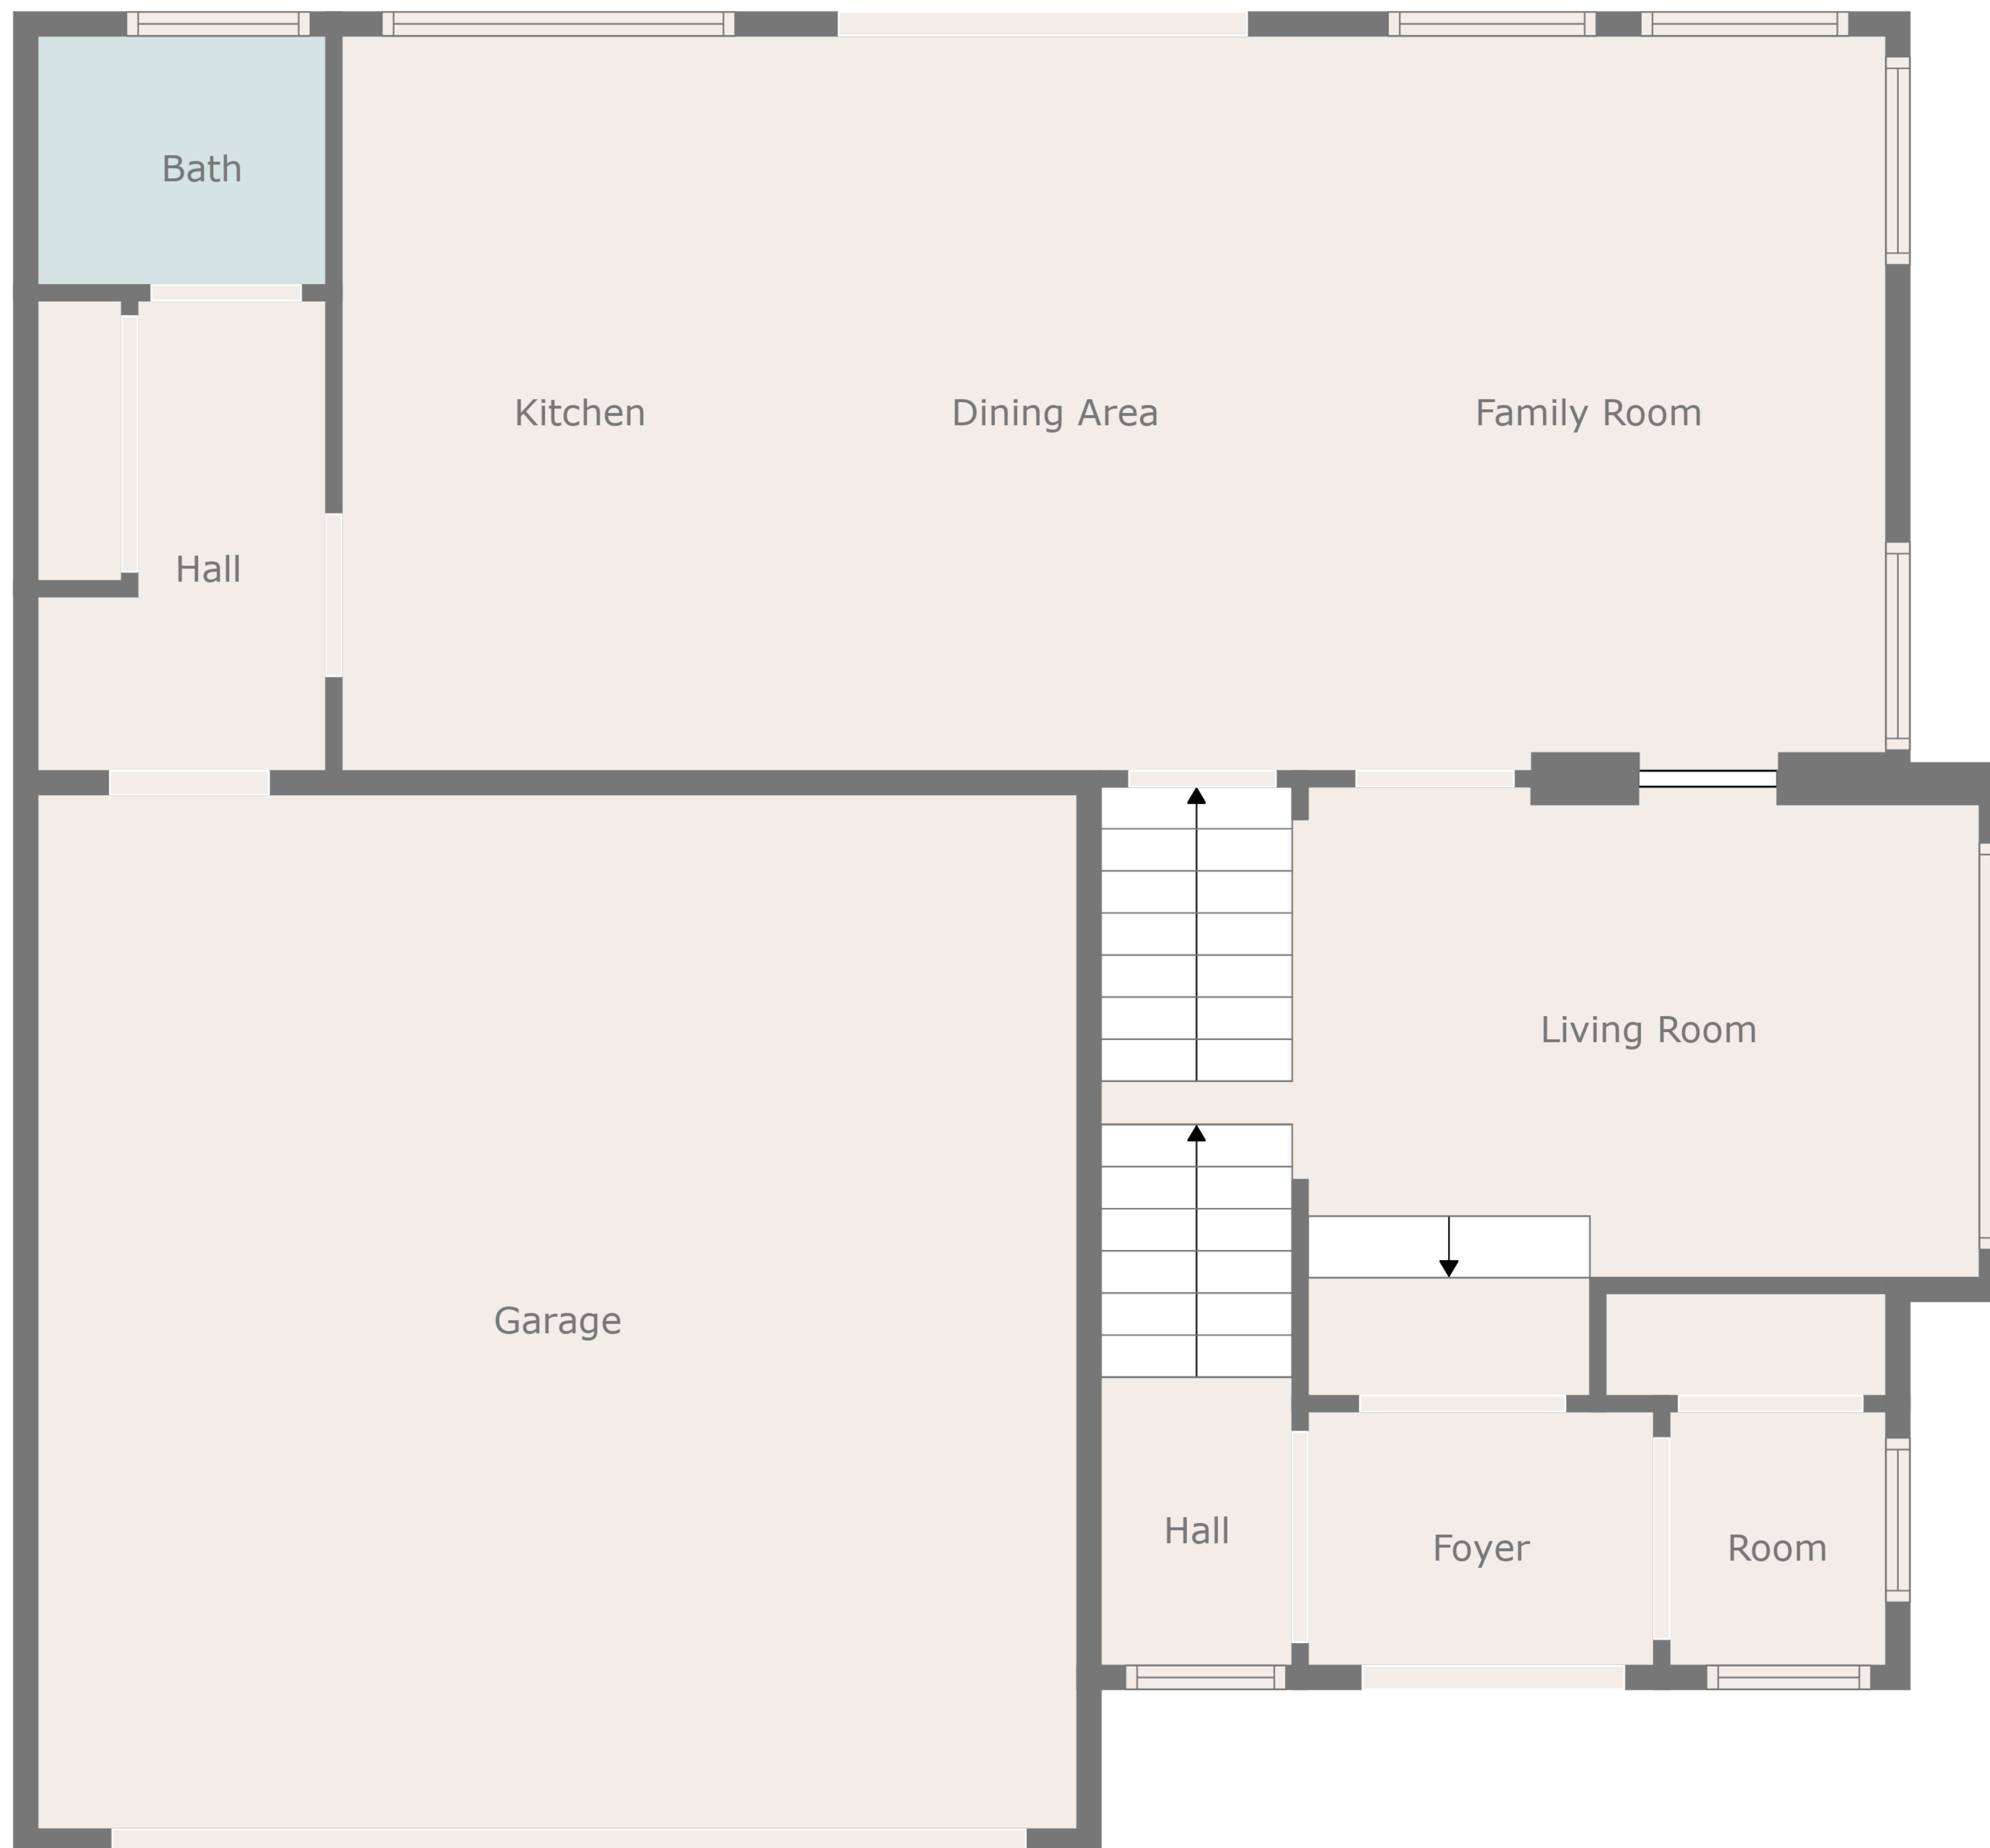 Bath
Kitchen
Dining Area
Family Room
Hall
Living Room
Garage
Hall
Foyer
Room